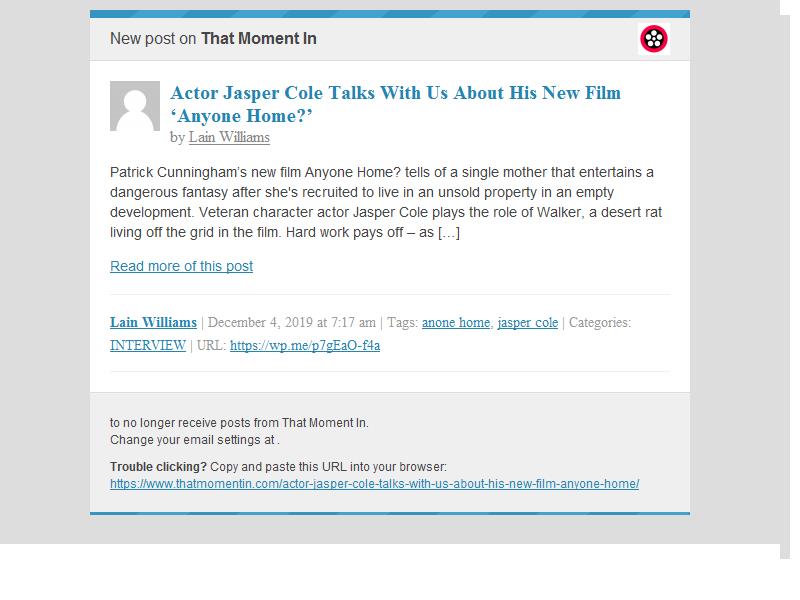 New post on That Moment In
Actor Jasper Cole Talks With Us About His New Film
‘Anyone Home?’
by Lain Williams
Patrick Cunningham's new film Anyone Home? tells of a single mother that entertains a
dangerous fantasy after she's recruited to live in an unsold property in an empty
development. Veteran character actor Jasper Cole plays the role of Walker, a desert rat
living off the grid in the film. Hard work pays off – as […]
Read more of this post
Lain Williams | December 4, 2019 at 7:17 am | Tags: anone home, jasper cole | Categories:
INTERVIEW | URL: https://wp.me/p7gEaO-f4a
to no longer receive posts from That Moment In.
Change your email settings at .
Trouble clicking? Copy and paste this URL into your browser:
https://www.thatmomentin.com/actor-jasper-cole-talks-with-us-about-his-new-film-anyone-home/